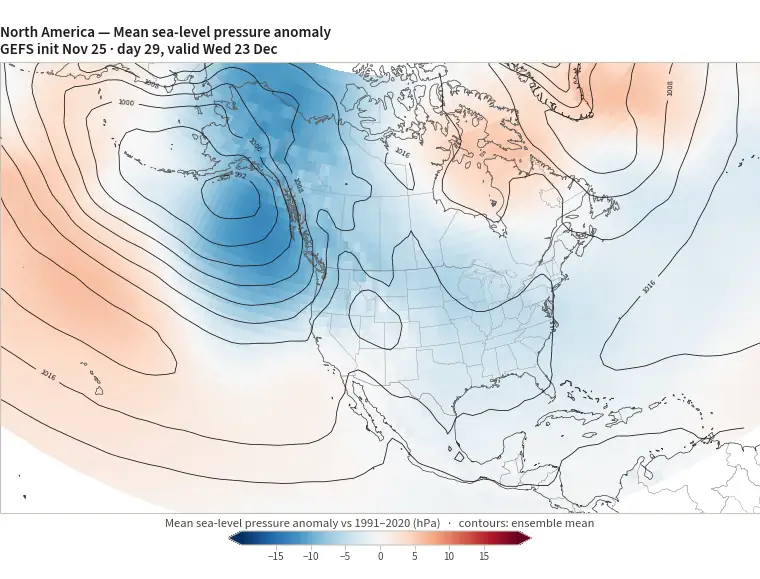 North America — Mean sea-level pressure anomaly
GEFS init Nov 25 · day 29, valid Wed 23 Dec
1008
1000
1000
1008
992
1008
1016
1016
1016
Mean sea-level pressure anomaly vs 1991–2020 (hPa) · contours: ensemble mean
−15 −10 −5 0 5 10 15